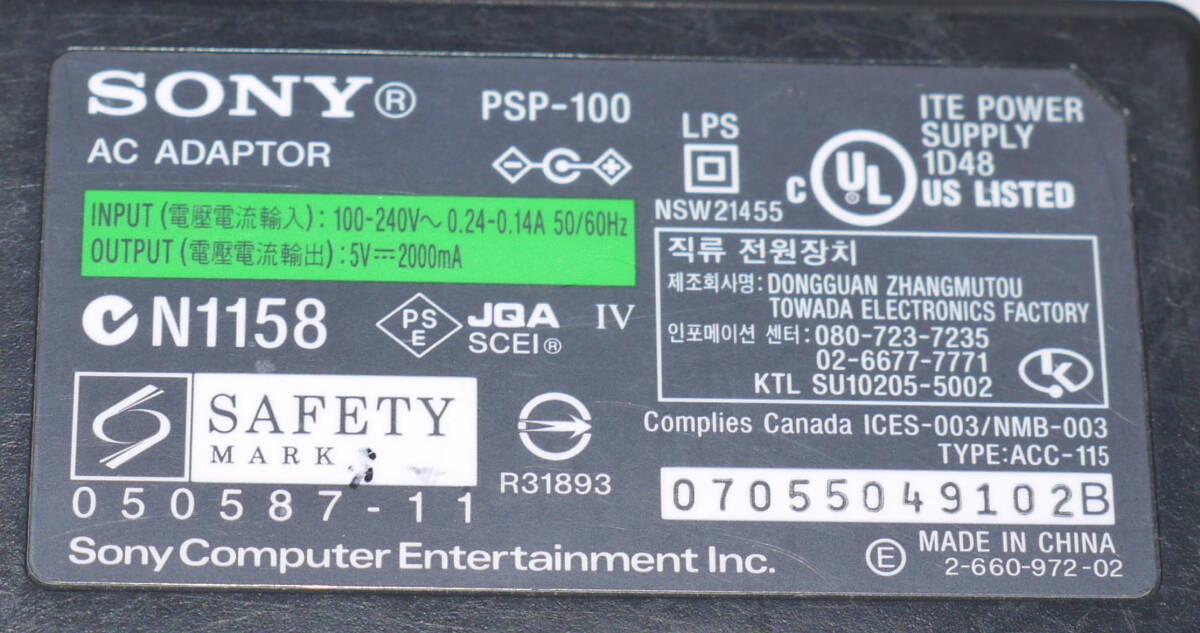 SONY®
AC ADAPTOR
PSP-100
LPS
NSW21455
C UL
ITE POWER
SUPPLY
1D48
US LISTED
INPUT (電壓電流輸入): 100-240V～ 0.24-0.14A 50/60Hz
OUTPUT (電壓電流輸出): 5V⎓2000mA
N1158
PS
E
JQA
SCEI®
IV
직류 전원장치
제조회사명: DONGGUAN ZHANGMUTOU
TOWADA ELECTRONICS FACTORY
인포메이션 센터: 080-723-7235
02-6677-7771
KTL SU10205-5002
SAFETY
MARK
050587-11
R31893
Complies Canada ICES-003/NMB-003
TYPE:ACC-115
07055049102B
Sony Computer Entertainment Inc.
E
MADE IN CHINA
2-660-972-02